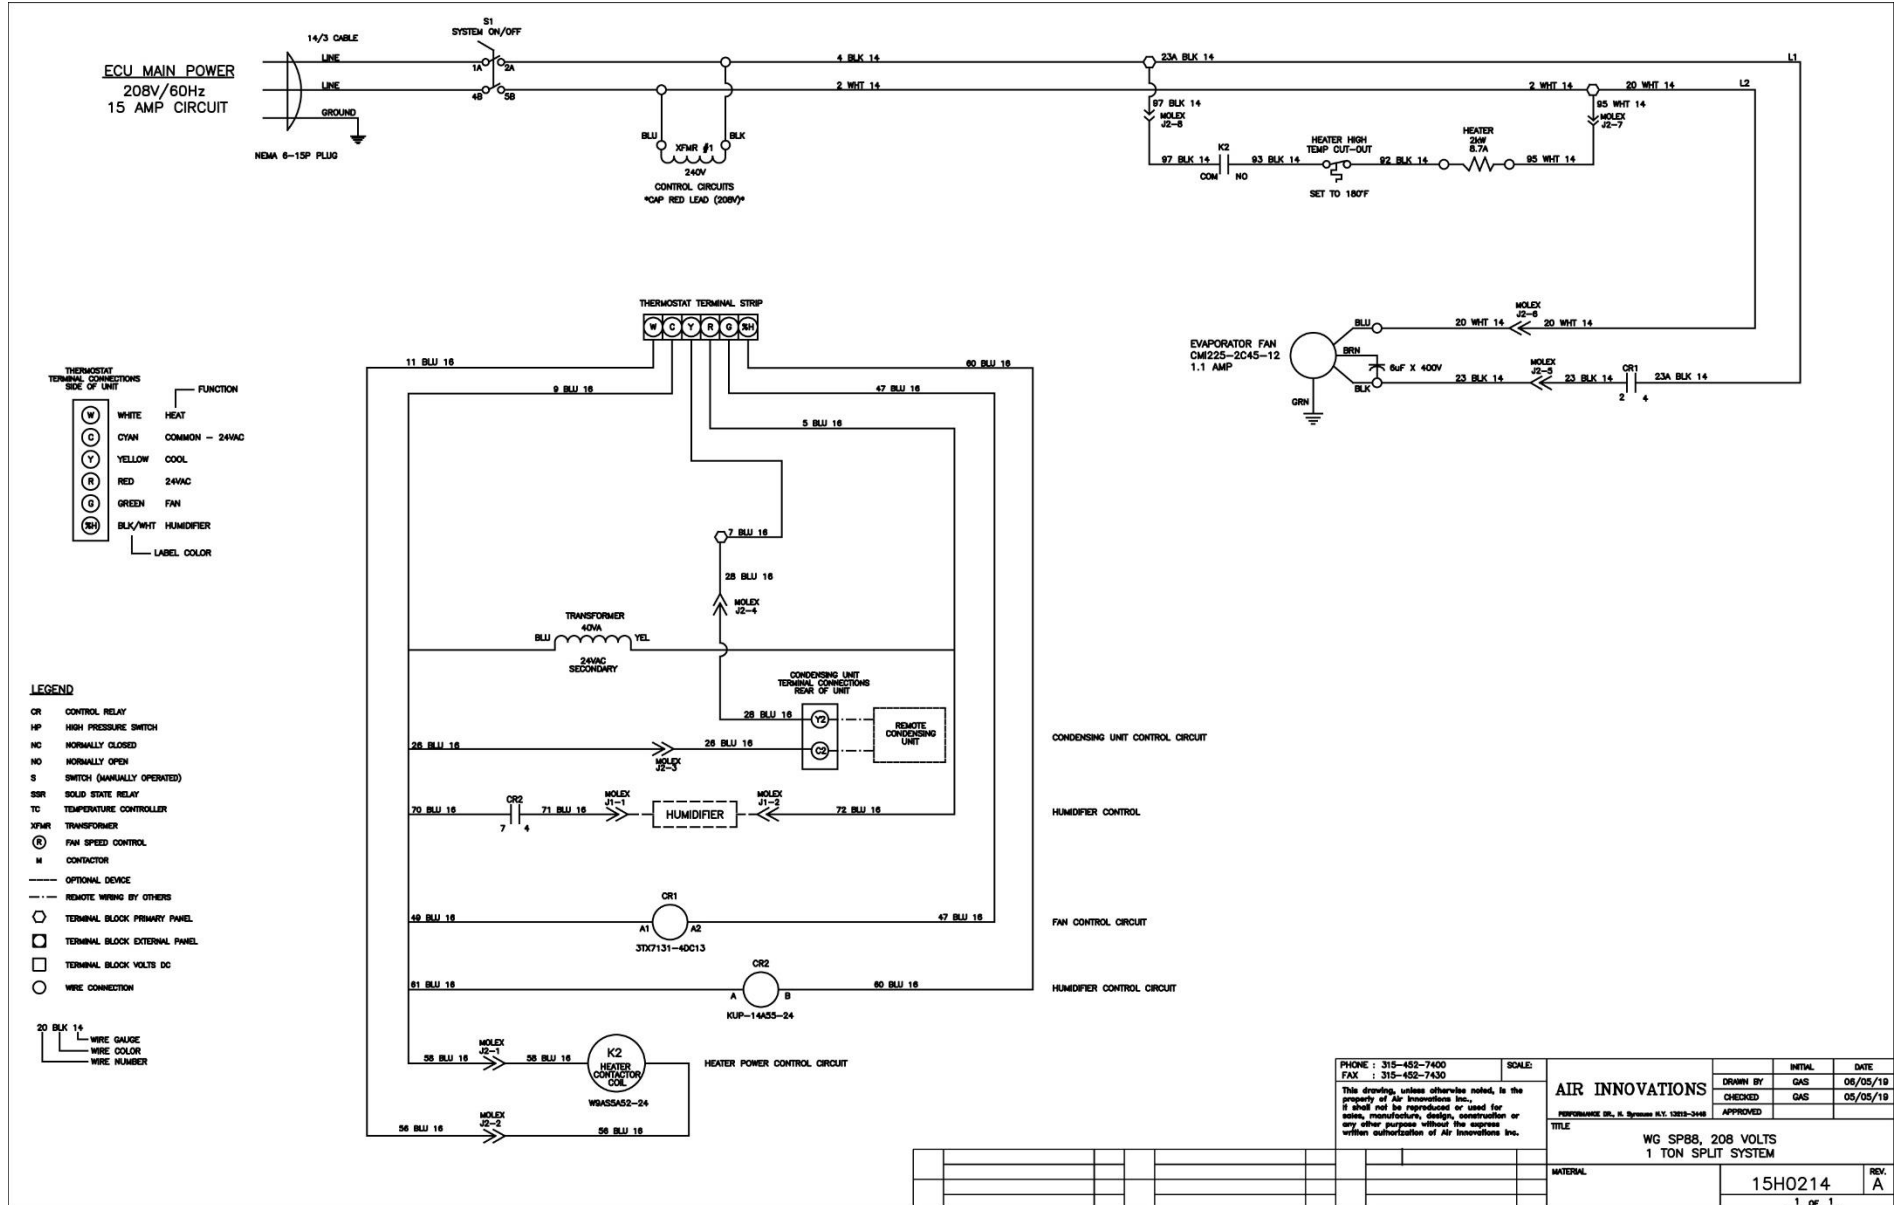 S1
SYSTEM ON/OFF
14/3 CABLE
ECU MAIN POWER
208V/60Hz
15 AMP CIRCUIT
LINE
LINE
GROUND
NEMA 6-15P PLUG
1A
2A
4B
5B
4 BLK 14
2 WHT 14
BLU
BLK
XFMR #1
240V
CONTROL CIRCUITS
*CAP RED LEAD (208V)*
23A BLK 14
L1
2 WHT 14
20 WHT 14
L2
97 BLK 14
MOLEX
J2-8
95 WHT 14
MOLEX
J2-7
97 BLK 14
K2
COM
NO
93 BLK 14
HEATER HIGH
TEMP CUT-OUT
SET TO 180°F
92 BLK 14
HEATER
2kW
8.7A
95 WHT 14
EVAPORATOR FAN
CMI225-2C45-12
1.1 AMP
BLU
BRN
BLK
GRN
6uF X 400V
20 WHT 14
MOLEX
J2-6
20 WHT 14
23 BLK 14
MOLEX
J2-5
23 BLK 14
CR1
2
4
23A BLK 14
THERMOSTAT TERMINAL STRIP
W C Y R G %H
11 BLU 16
9 BLU 16
60 BLU 16
47 BLU 16
5 BLU 16
7 BLU 16
28 BLU 16
MOLEX
J2-4
THERMOSTAT
TERMINAL CONNECTIONS
SIDE OF UNIT
FUNCTION
W WHITE HEAT
C CYAN COMMON - 24VAC
Y YELLOW COOL
R RED 24VAC
G GREEN FAN
%H BLK/WHT HUMIDIFIER
LABEL COLOR
TRANSFORMER
40VA
BLU
YEL
24VAC
SECONDARY
CONDENSING UNIT
TERMINAL CONNECTIONS
REAR OF UNIT
28 BLU 16
Y2
C2
REMOTE
CONDENSING
UNIT
26 BLU 16
MOLEX
J2-3
26 BLU 16
CONDENSING UNIT CONTROL CIRCUIT
70 BLU 16
CR2
7
4
71 BLU 16
MOLEX
J1-1
HUMIDIFIER
MOLEX
J1-2
72 BLU 16
HUMIDIFIER CONTROL
49 BLU 16
CR1
A1
A2
3TX7131-4DC13
47 BLU 16
FAN CONTROL CIRCUIT
61 BLU 16
CR2
A
B
KUP-14A55-24
60 BLU 16
HUMIDIFIER CONTROL CIRCUIT
58 BLU 16
MOLEX
J2-1
58 BLU 16
K2
HEATER
CONTACTOR
COIL
W9AS5A52-24
HEATER POWER CONTROL CIRCUIT
56 BLU 16
MOLEX
J2-2
56 BLU 16
LEGEND
CR CONTROL RELAY
HP HIGH PRESSURE SWITCH
NC NORMALLY CLOSED
NO NORMALLY OPEN
S SWITCH (MANUALLY OPERATED)
SSR SOLID STATE RELAY
TC TEMPERATURE CONTROLLER
XFMR TRANSFORMER
R FAN SPEED CONTROL
M CONTACTOR
OPTIONAL DEVICE
REMOTE WIRING BY OTHERS
TERMINAL BLOCK PRIMARY PANEL
TERMINAL BLOCK EXTERNAL PANEL
TERMINAL BLOCK VOLTS DC
WIRE CONNECTION
20 BLK 14
WIRE GAUGE
WIRE COLOR
WIRE NUMBER
PHONE : 315-452-7400
FAX : 315-452-7430
SCALE:
This drawing, unless otherwise noted, is the
property of Air Innovations Inc.,
it shall not be reproduced or used for
sales, manufacture, design, construction or
any other purpose without the express
written authorization of Air Innovations Inc.
AIR INNOVATIONS
PERFORMANCE DR., N. Syracuse N.Y. 13212-3448
INITIAL DATE
DRAWN BY GAS 06/05/19
CHECKED GAS 05/05/19
APPROVED
TITLE
WG SP88, 208 VOLTS
1 TON SPLIT SYSTEM
MATERIAL
15H0214
REV.
A
1 OF 1